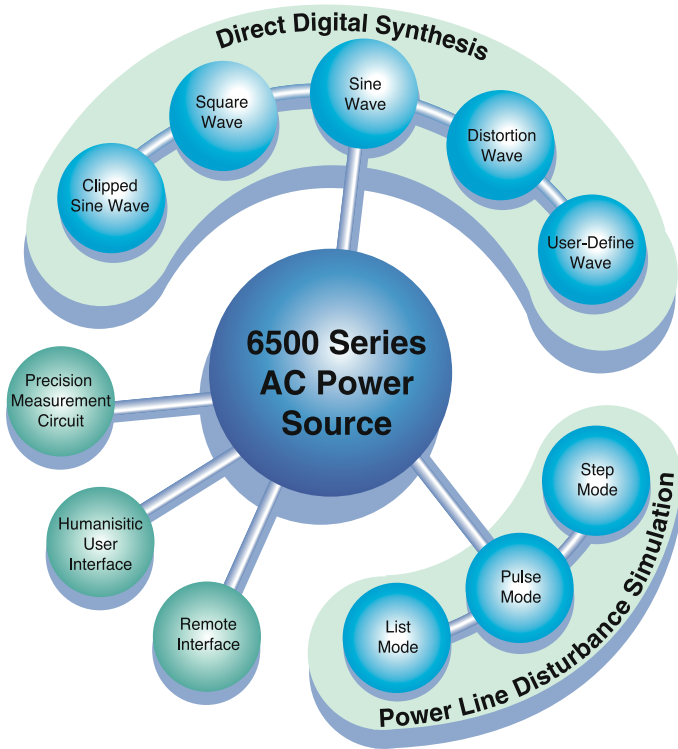 Direct Digital Synthesis
Sine
Wave
Square
Wave
Distortion
Wave
Clipped
Sine Wave
User-Define
Wave
6500 Series
AC Power
Source
Precision
Measurement
Circuit
Humanisitic
User
Interface
Remote
Interface
Step
Mode
Pulse
Mode
List
Mode
Power Line Disturbance Simulation